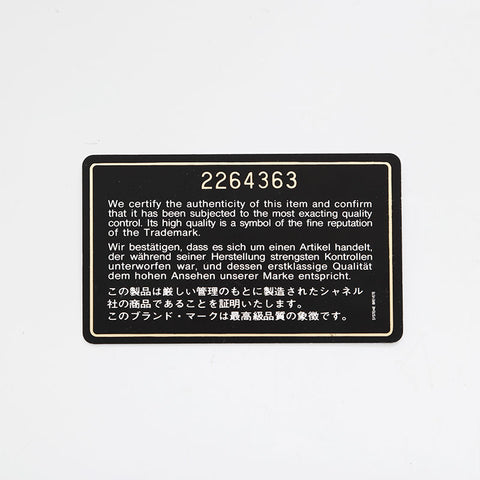 2264363
We certify the authenticity of this item and confirm
that it has been subjected to the most exacting quality
control. Its high quality is a symbol of the fine reputation
of the Trademark.
Wir bestätigen, dass es sich um einen Artikel handelt,
der während seiner Herstellung strengsten Kontrollen
unterworfen war, und dessen erstklassige Qualität
dem hohen Ansehen unserer Marke entspricht.
この製品は厳しい管理のもとに製造されたシャネル
社の商品であることを証明いたします。
このブランド・マークは最高級品質の象徴です。